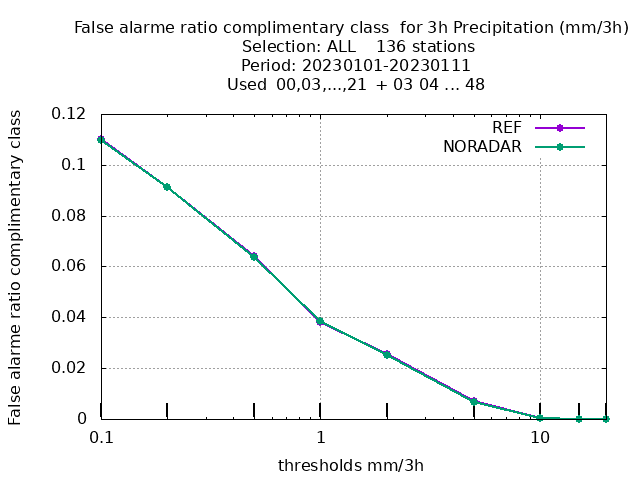 False alarme ratio complimentary class  for 3h Precipitation (mm/3h)
Selection: ALL    136 stations
Period: 20230101-20230111
Used  00,03,...,21  + 03 04 ... 48
False alarme ratio complimentary class
0.12
0.1
0.08
0.06
0.04
0.02
0
REF
NORADAR
0.1
1
10
thresholds mm/3h